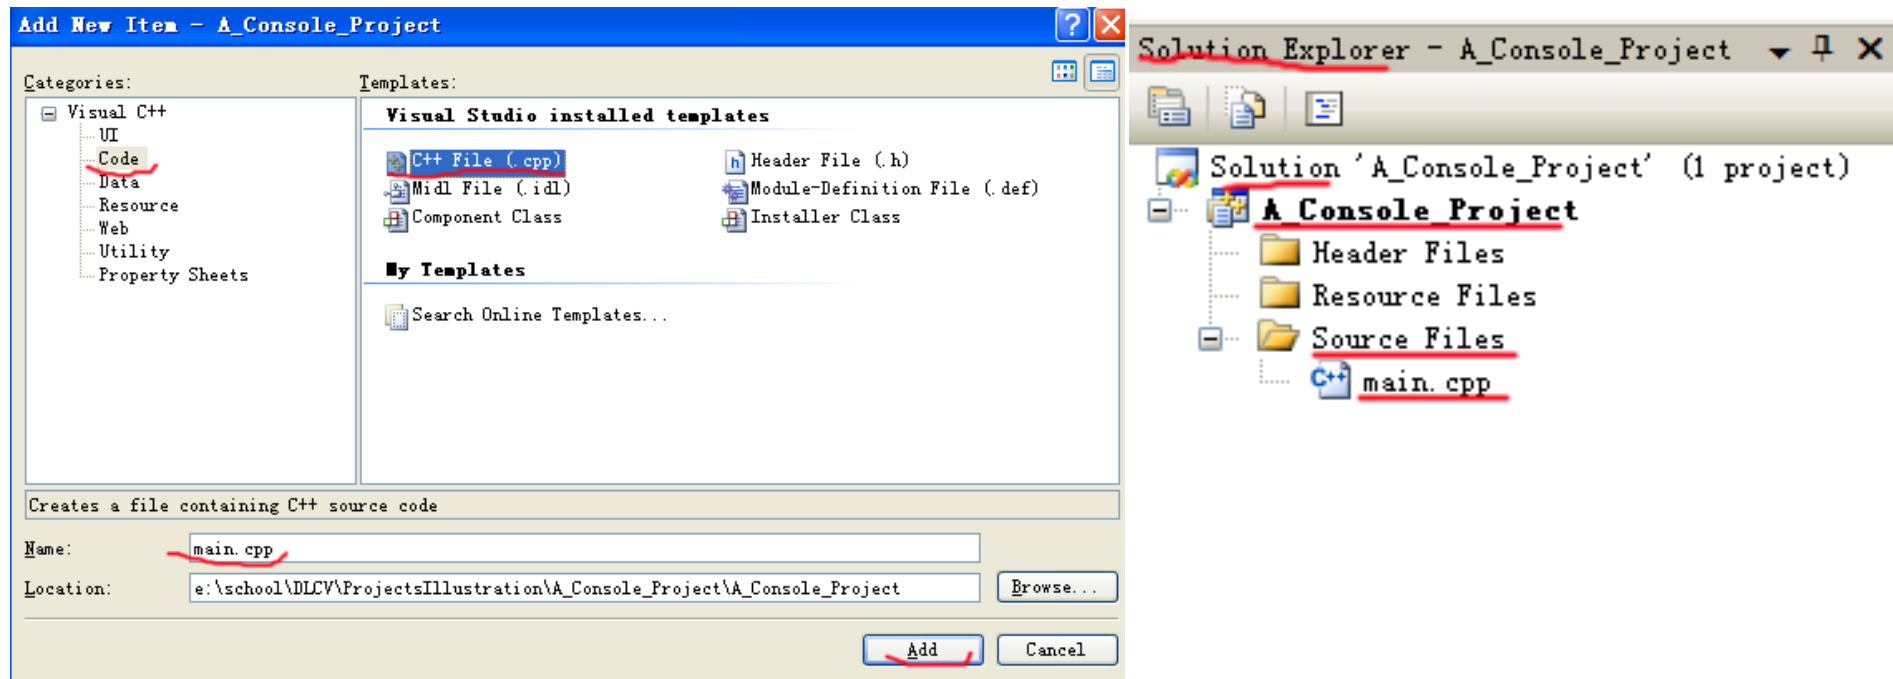 Add New Item - A_Console_Project
Categories:
Templates:
Visual C++
UI
Code
Data
Resource
Web
Utility
Property Sheets
Visual Studio installed templates
C++ File (.cpp)
Header File (.h)
Midl File (.idl)
Module-Definition File (.def)
Component Class
Installer Class
My Templates
Search Online Templates...
Creates a file containing C++ source code
Name:
main.cpp
Location:
e:\school\DLCV\ProjectsIllustration\A_Console_Project\A_Console_Project
Browse...
Add
Cancel
Solution Explorer - A_Console_Project
Solution 'A_Console_Project' (1 project)
A_Console_Project
Header Files
Resource Files
Source Files
C++ main.cpp